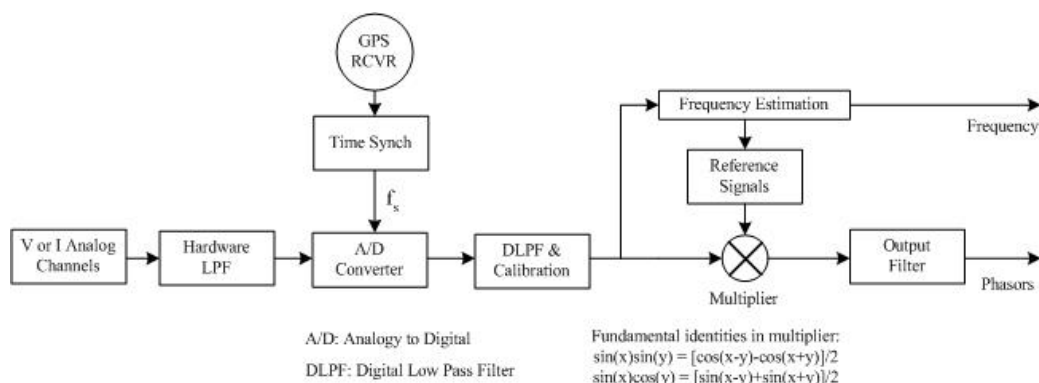 GPS
RCVR
Time Synch
fs
V or I Analog
Channels
Hardware
LPF
A/D
Converter
DLPF &
Calibration
Frequency Estimation
Frequency
Reference
Signals
Multiplier
Output
Filter
Phasors
A/D: Analogy to Digital
DLPF: Digital Low Pass Filter
Fundamental identities in multiplier:
sin(x)sin(y) = [cos(x-y)-cos(x+y)]/2
sin(x)cos(y) = [sin(x-y)+sin(x+y)]/2